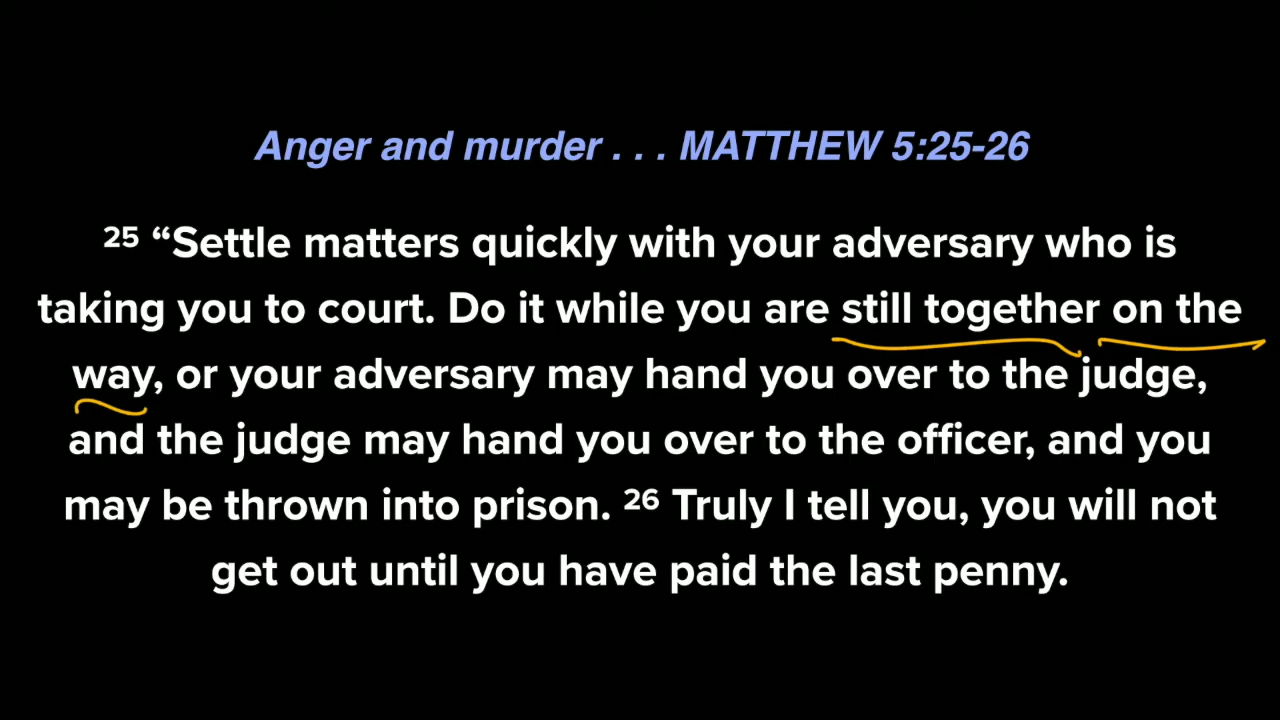 Anger and murder . . . MATTHEW 5:25-26
25 “Settle matters quickly with your adversary who is
taking you to court. Do it while you are still together on the
way, or your adversary may hand you over to the judge,
and the judge may hand you over to the officer, and you
may be thrown into prison. 26 Truly I tell you, you will not
get out until you have paid the last penny.